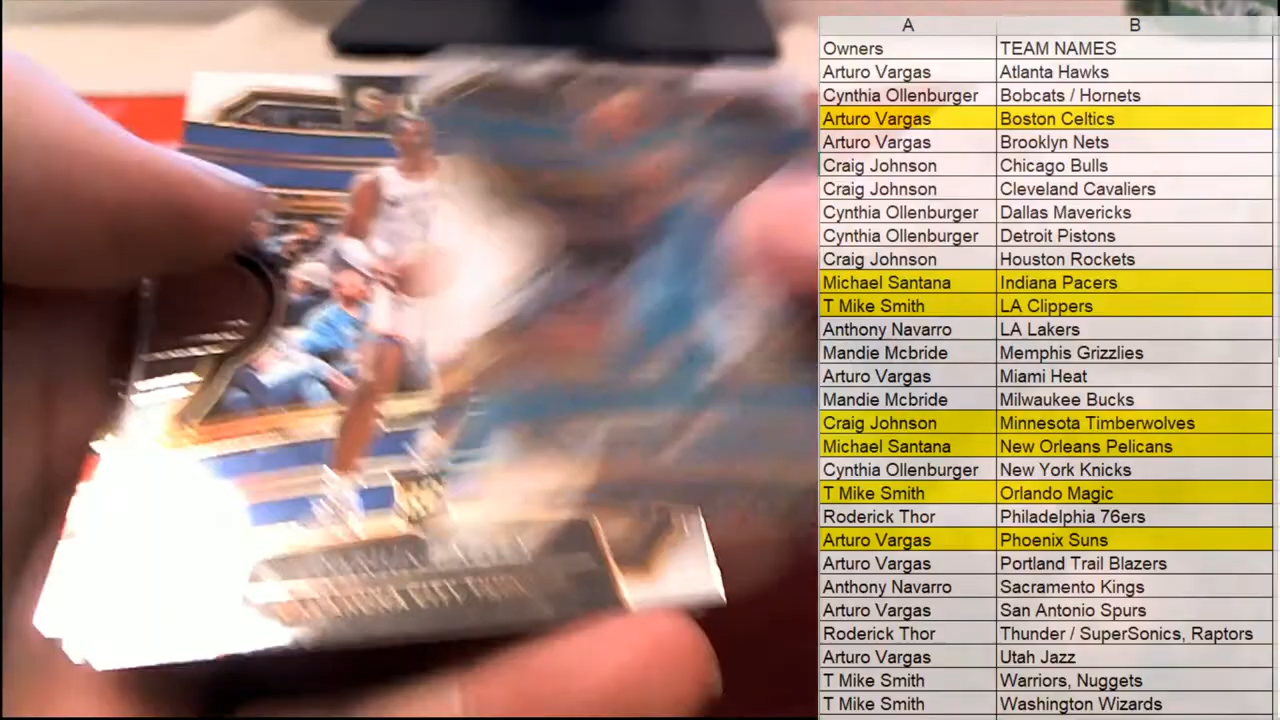 A B
Owners TEAM NAMES
Arturo Vargas Atlanta Hawks
Cynthia Ollenburger Bobcats / Hornets
Arturo Vargas Boston Celtics
Arturo Vargas Brooklyn Nets
Craig Johnson Chicago Bulls
Craig Johnson Cleveland Cavaliers
Cynthia Ollenburger Dallas Mavericks
Cynthia Ollenburger Detroit Pistons
Craig Johnson Houston Rockets
Michael Santana Indiana Pacers
T Mike Smith LA Clippers
Anthony Navarro LA Lakers
Mandie Mcbride Memphis Grizzlies
Arturo Vargas Miami Heat
Mandie Mcbride Milwaukee Bucks
Craig Johnson Minnesota Timberwolves
Michael Santana New Orleans Pelicans
Cynthia Ollenburger New York Knicks
T Mike Smith Orlando Magic
Roderick Thor Philadelphia 76ers
Arturo Vargas Phoenix Suns
Arturo Vargas Portland Trail Blazers
Anthony Navarro Sacramento Kings
Arturo Vargas San Antonio Spurs
Roderick Thor Thunder / SuperSonics, Raptors
Arturo Vargas Utah Jazz
T Mike Smith Warriors, Nuggets
T Mike Smith Washington Wizards